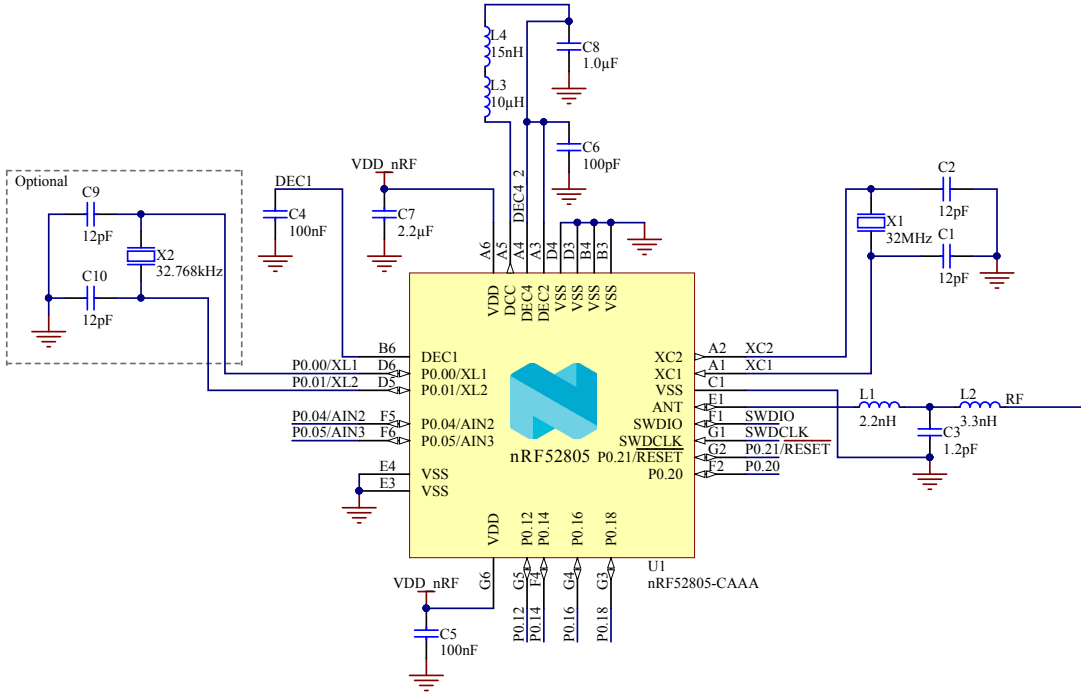 L4
15nH
L3
10µH
C8
1.0µF
C6
100pF
VDD_nRF
Optional
C9
12pF
X2
32.768kHz
C10
12pF
DEC1
C4
100nF
C7
2.2µF
DEC4_2
C2
12pF
X1
32MHz
C1
12pF
A6
A5
A4
A3
D4
D3
B4
B3
VDD
DCC
DEC4
DEC2
VSS
VSS
VSS
VSS
B6
DEC1
P0.00/XL1
D6
P0.00/XL1
P0.01/XL2
D5
P0.01/XL2
P0.04/AIN2
F5
P0.04/AIN2
P0.05/AIN3
F6
P0.05/AIN3
E4
VSS
E3
VSS
nRF52805
XC2
A2
XC2
XC1
A1
XC1
VSS
C1
ANT
E1
SWDIO
F1
SWDIO
SWDCLK
G1
SWDCLK
P0.21/RESET
G2
P0.21/RESET
P0.20
F2
P0.20
L1
2.2nH
L2
3.3nH
RF
C3
1.2pF
VDD
P0.12
P0.14
P0.16
P0.18
U1
nRF52805-CAAA
G6
G5
F4
G4
G3
P0.12
P0.14
P0.16
P0.18
VDD_nRF
C5
100nF